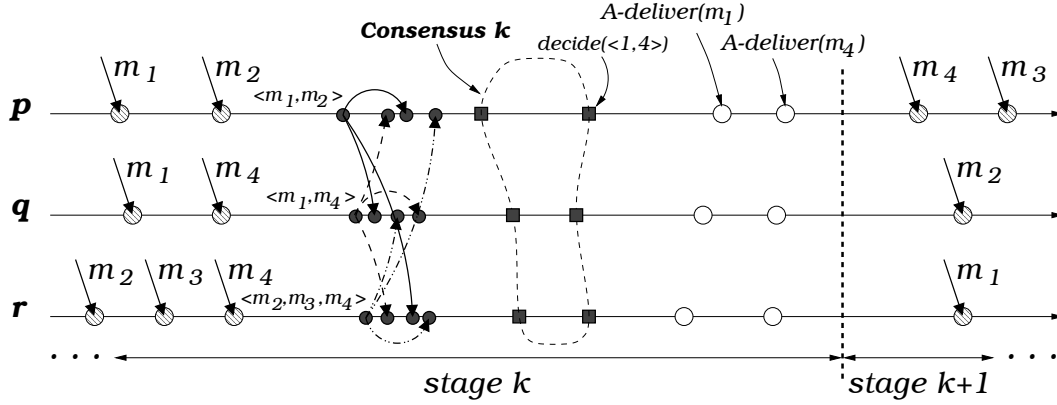 A-deliver(m1)
Consensus k
decide(<1,4>)
A-deliver(m4)
m1
m2
m4
m3
<m1,m2>
p
m1
m4
m2
<m1,m4>
q
m2
m3
m4
m1
<m2,m3,m4>
r
. . .
. . .
stage k
stage k+1